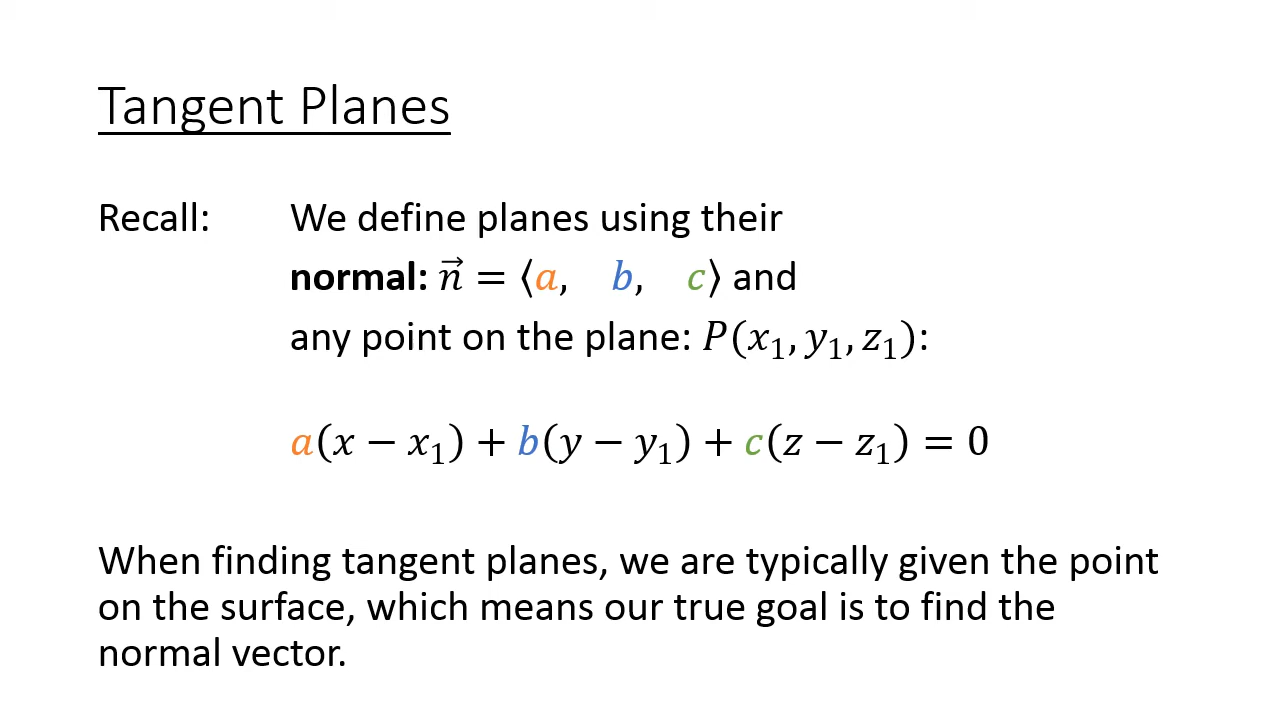 Tangent Planes
Recall: We define planes using their
normal: n⃗ = ⟨a, b, c⟩ and
any point on the plane: P(x₁, y₁, z₁):
a(x − x₁) + b(y − y₁) + c(z − z₁) = 0
When finding tangent planes, we are typically given the point
on the surface, which means our true goal is to find the
normal vector.